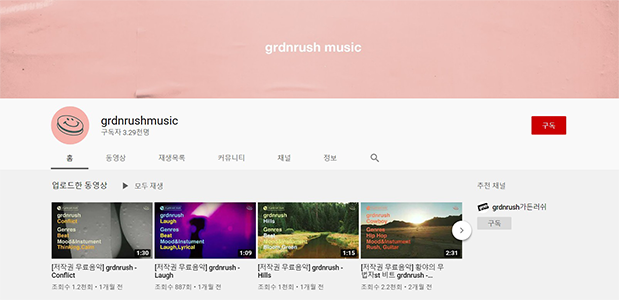 grdnrush music
grdnrushmusic
구독자 3.29천명
구독
홈 동영상 재생목록 커뮤니티 채널 정보
업로드한 동영상 ▶ 모두 재생
추천 채널
grdnrush
Conflict
Genres
Beat
Mood&Instument
Thinking,Calm
1:30
grdnrush
Laugh
Genres
Beat
Mood&Instument
Laugh,Lyrical
1:09
grdnrush
Hills
Genres
Beat
Mood&Instument
Bloody,Green
1:15
grdnrush
Cowboy
Genres
Hip Hop
Mood&Instument
Rush, Guitar
2:31
grdnrush가든러쉬
구독
[저작권 무료음악] grdnrush -
Conflict
조회수 1.2천회 • 1개월 전
[저작권 무료음악] grdnrush -
Laugh
조회수 887회 • 1개월 전
[저작권 무료음악] grdnrush -
Hills
조회수 1천회 • 1개월 전
[저작권 무료음악] 황야의 무
법자st 비트 grdnrush -...
조회수 2.2천회 • 2개월 전